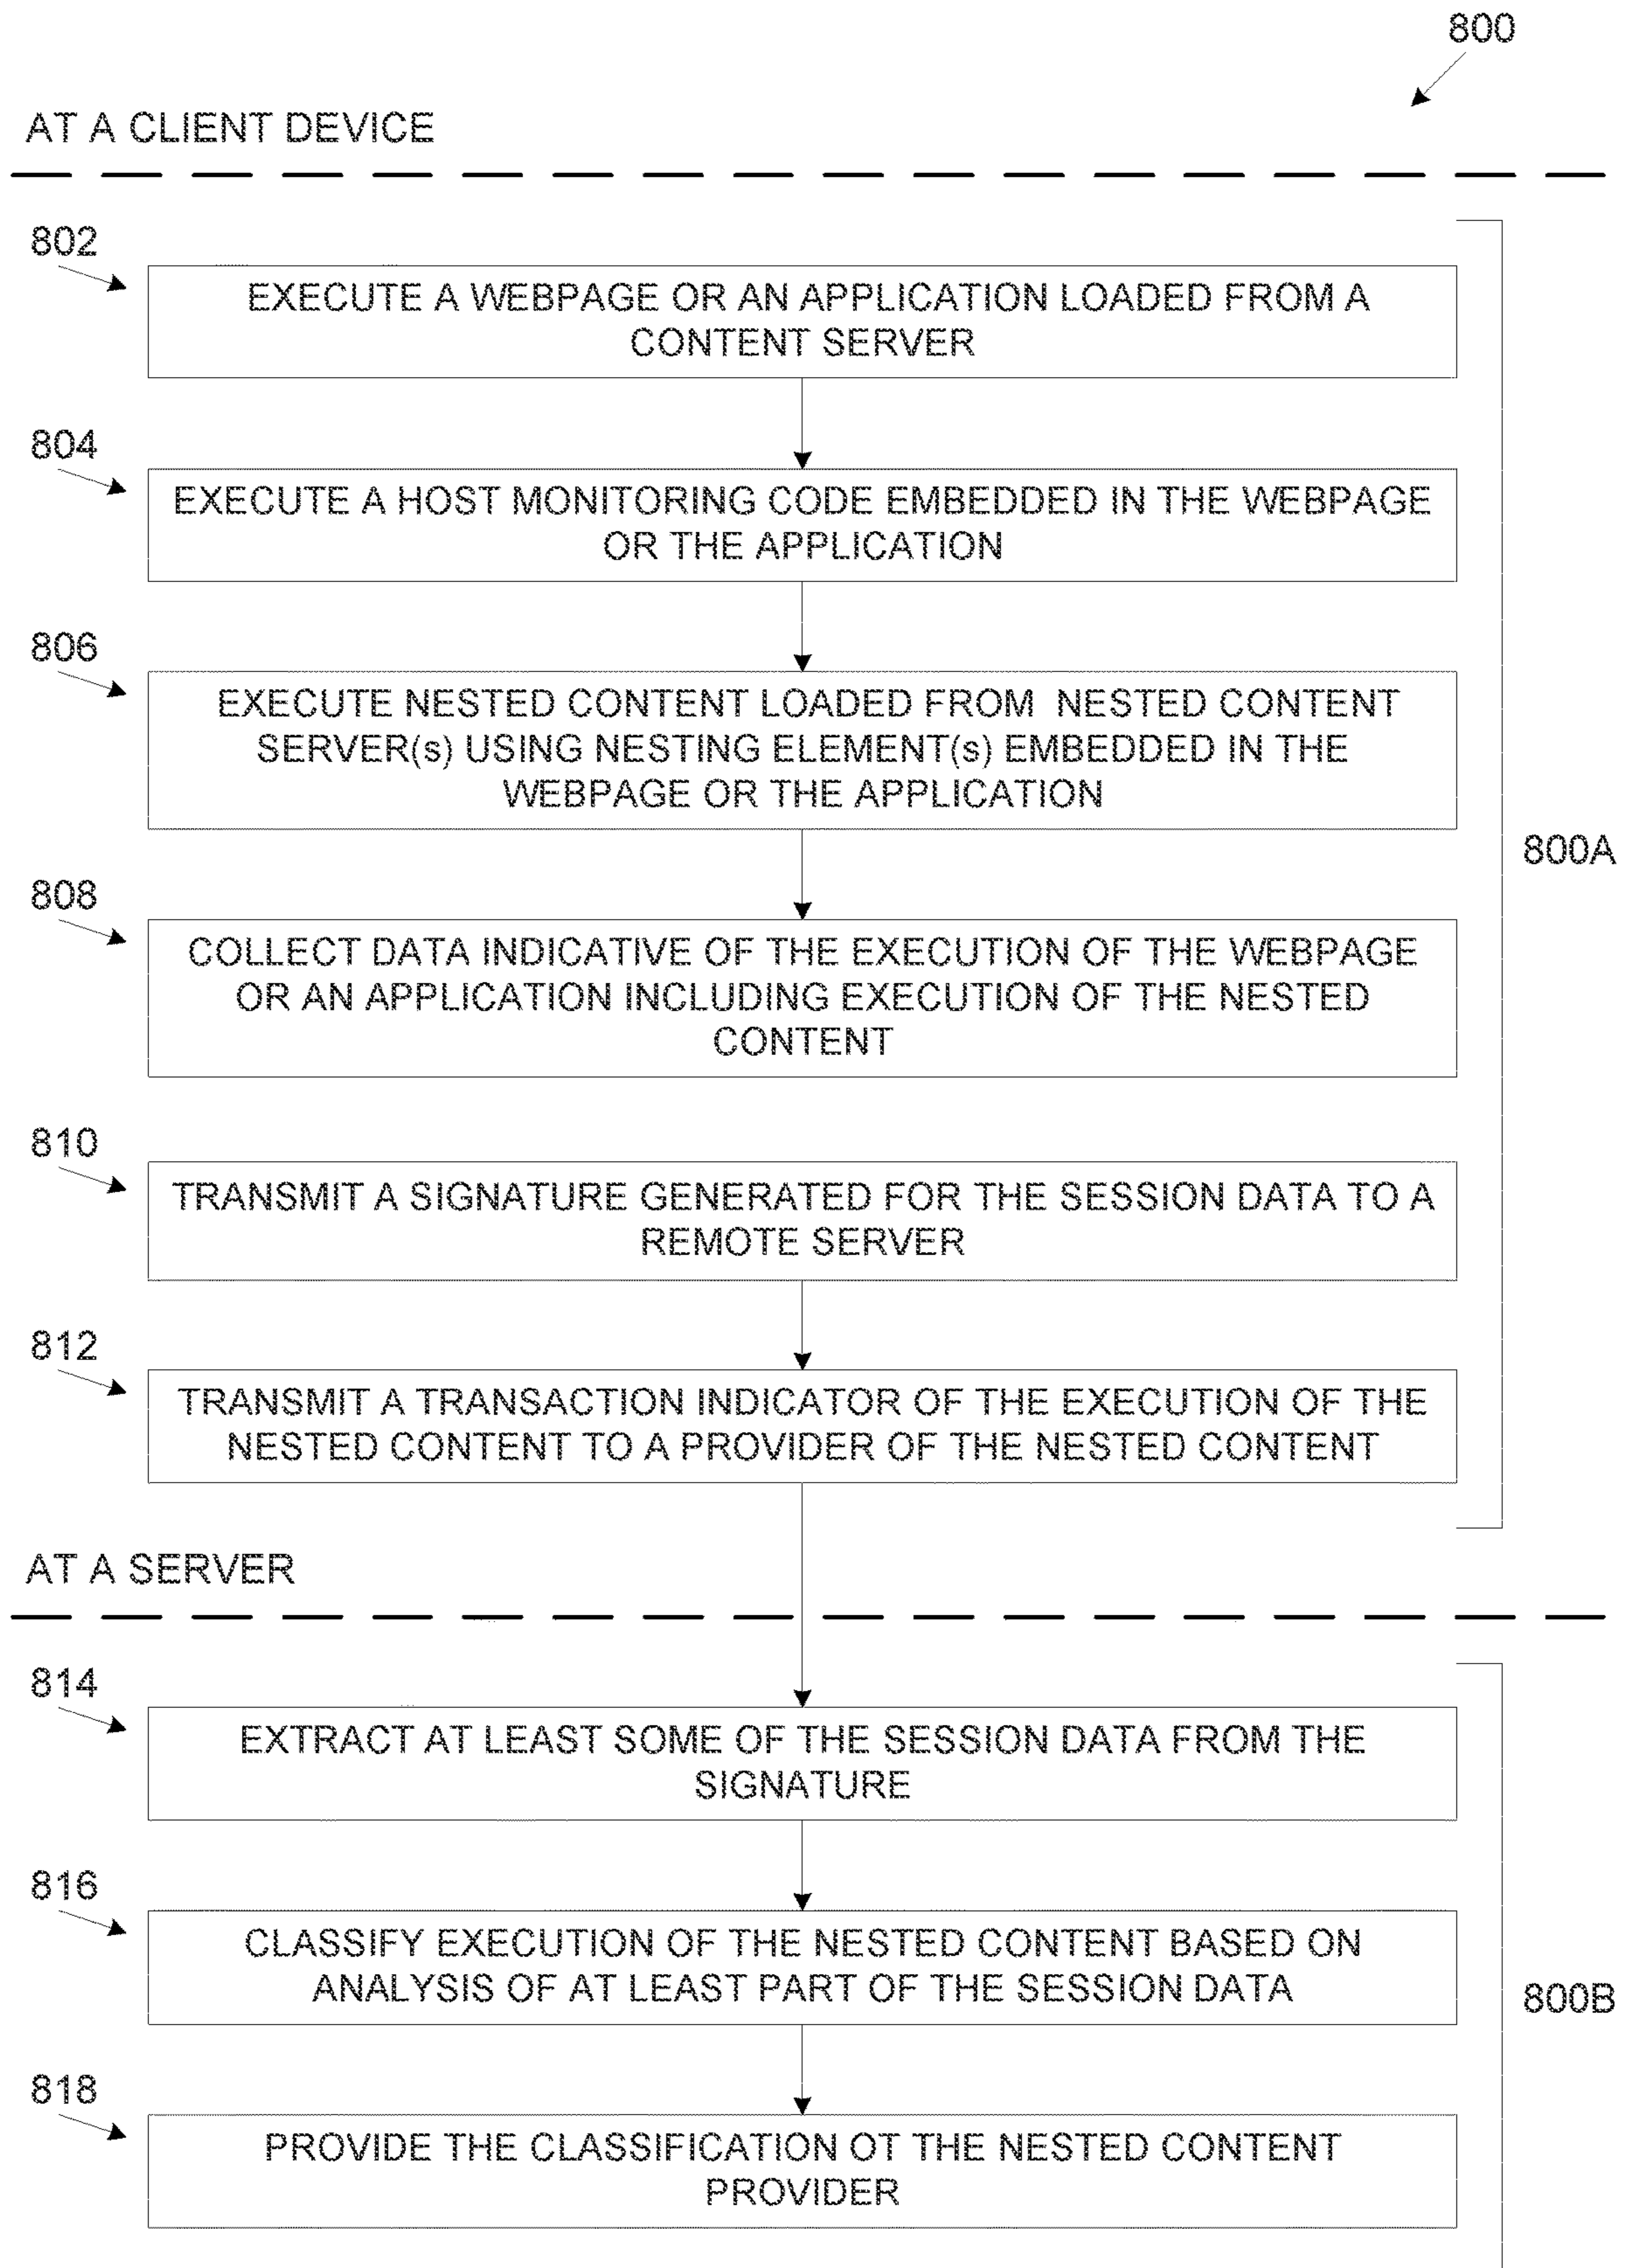 800
AT A CLIENT DEVICE
802
EXECUTE A WEBPAGE OR AN APPLICATION LOADED FROM A
CONTENT SERVER
804
EXECUTE A HOST MONITORING CODE EMBEDDED IN THE WEBPAGE
OR THE APPLICATION
806
EXECUTE NESTED CONTENT LOADED FROM NESTED CONTENT
SERVER(s) USING NESTING ELEMENT(s) EMBEDDED IN THE
WEBPAGE OR THE APPLICATION
800A
808
COLLECT DATA INDICATIVE OF THE EXECUTION OF THE WEBPAGE
OR AN APPLICATION INCLUDING EXECUTION OF THE NESTED
CONTENT
810
TRANSMIT A SIGNATURE GENERATED FOR THE SESSION DATA TO A
REMOTE SERVER
812
TRANSMIT A TRANSACTION INDICATOR OF THE EXECUTION OF THE
NESTED CONTENT TO A PROVIDER OF THE NESTED CONTENT
AT A SERVER
814
EXTRACT AT LEAST SOME OF THE SESSION DATA FROM THE
SIGNATURE
816
CLASSIFY EXECUTION OF THE NESTED CONTENT BASED ON
ANALYSIS OF AT LEAST PART OF THE SESSION DATA
800B
818
PROVIDE THE CLASSIFICATION OT THE NESTED CONTENT
PROVIDER